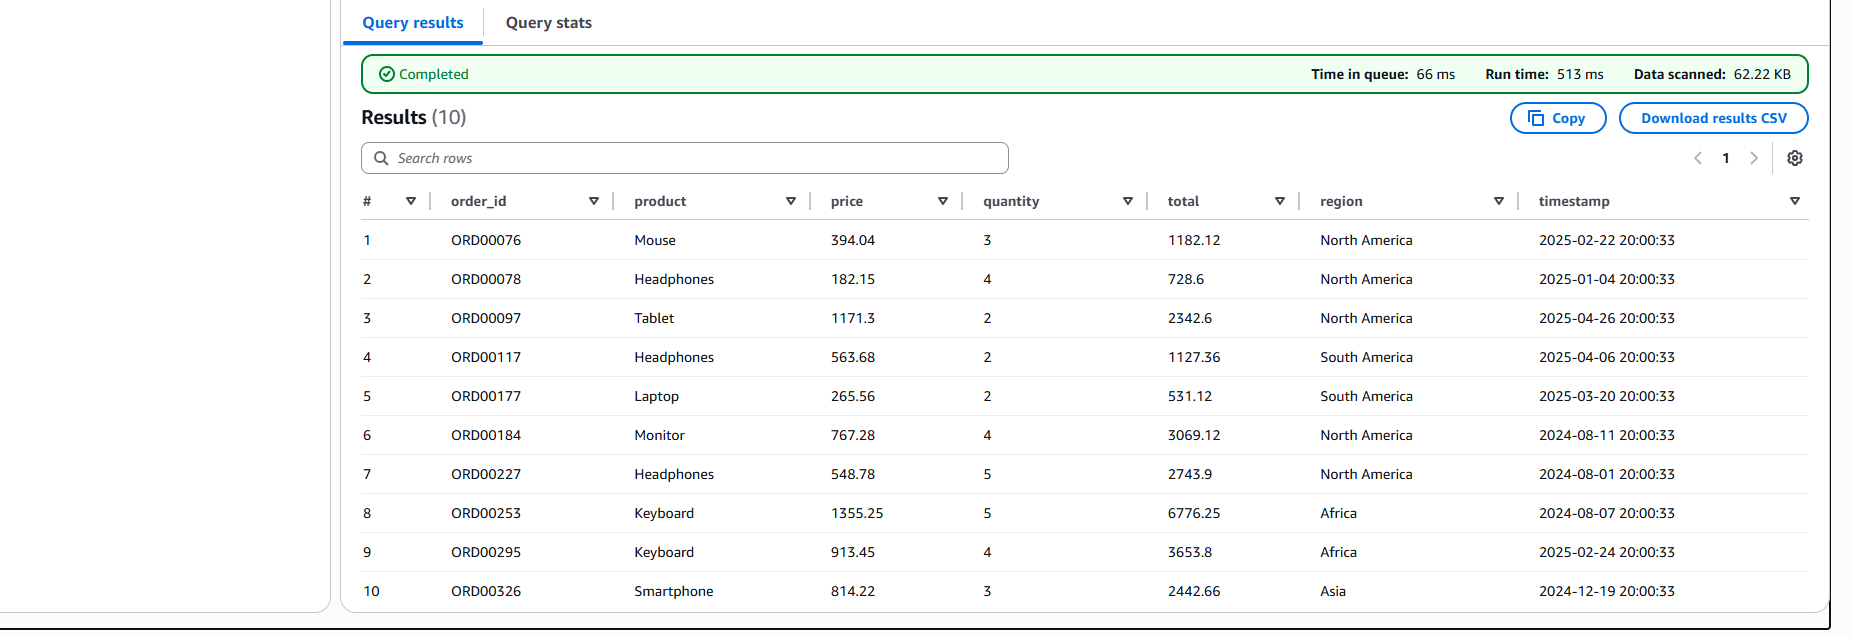 Query results Query stats
Completed Time in queue: 66 ms Run time: 513 ms Data scanned: 62.22 KB
Results (10) Copy Download results CSV
Search rows 1
# order_id product price quantity total region timestamp
1 ORD00076 Mouse 394.04 3 1182.12 North America 2025-02-22 20:00:33
2 ORD00078 Headphones 182.15 4 728.6 North America 2025-01-04 20:00:33
3 ORD00097 Tablet 1171.3 2 2342.6 North America 2025-04-26 20:00:33
4 ORD00117 Headphones 563.68 2 1127.36 South America 2025-04-06 20:00:33
5 ORD00177 Laptop 265.56 2 531.12 South America 2025-03-20 20:00:33
6 ORD00184 Monitor 767.28 4 3069.12 North America 2024-08-11 20:00:33
7 ORD00227 Headphones 548.78 5 2743.9 North America 2024-08-01 20:00:33
8 ORD00253 Keyboard 1355.25 5 6776.25 Africa 2024-08-07 20:00:33
9 ORD00295 Keyboard 913.45 4 3653.8 Africa 2025-02-24 20:00:33
10 ORD00326 Smartphone 814.22 3 2442.66 Asia 2024-12-19 20:00:33